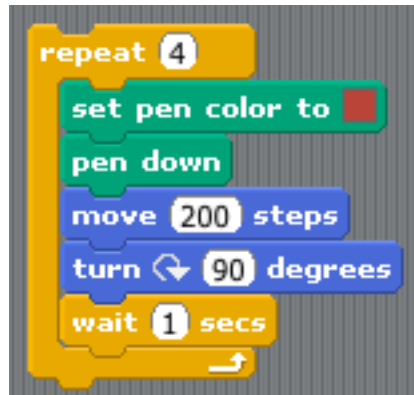 repeat 4
set pen color to
pen down
move 200 steps
turn 90 degrees
wait 1 secs